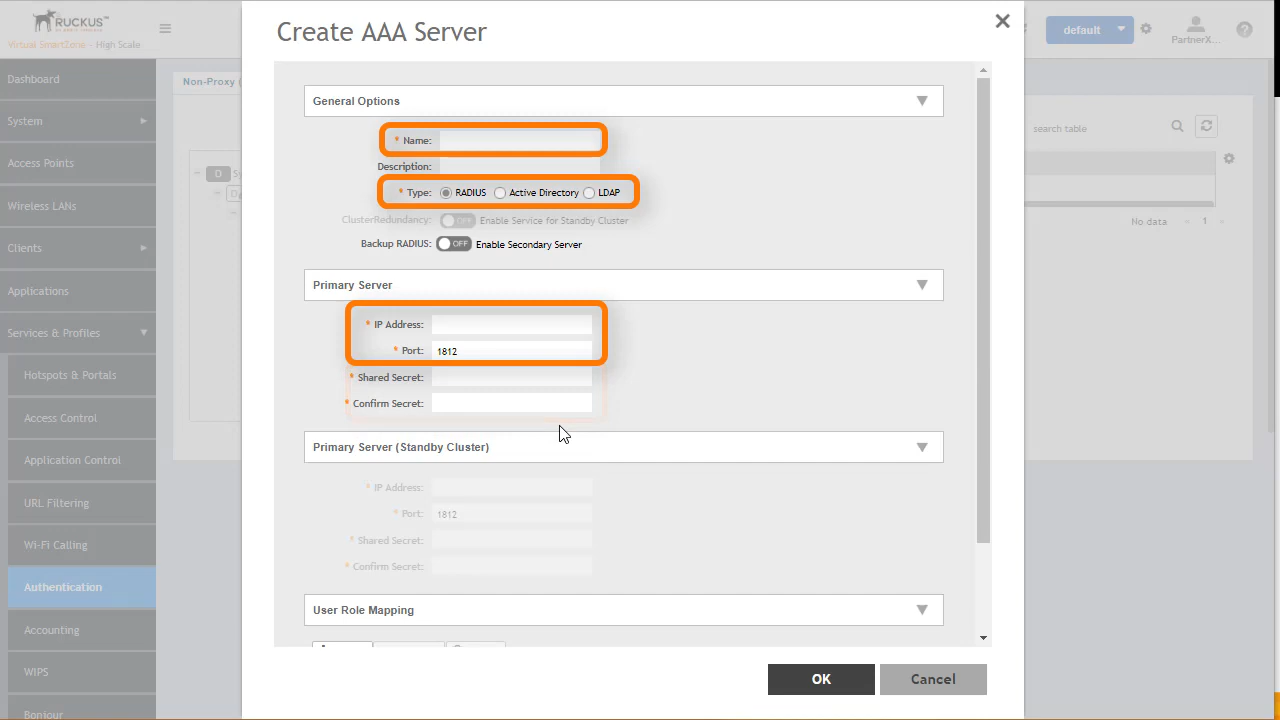 RUCKUS™
Virtual SmartZone - High Scale
Dashboard
System
Access Points
Wireless LANs
Clients
Applications
Services & Profiles
Hotspots & Portals
Access Control
Application Control
URL Filtering
Wi-Fi Calling
Authentication
Accounting
WIPS
Bonjour
Non-Proxy (
D
Create AAA Server
General Options
* Name:
Description:
* Type: RADIUS Active Directory LDAP
ClusterRedundancy: OFF Enable Service for Standby Cluster
Backup RADIUS: OFF Enable Secondary Server
Primary Server
* IP Address:
* Port: 1812
* Shared Secret:
* Confirm Secret:
Primary Server (Standby Cluster)
* IP Address:
* Port: 1812
* Shared Secret:
* Confirm Secret:
User Role Mapping
OK Cancel
default
PartnerX...
search table
No data 1